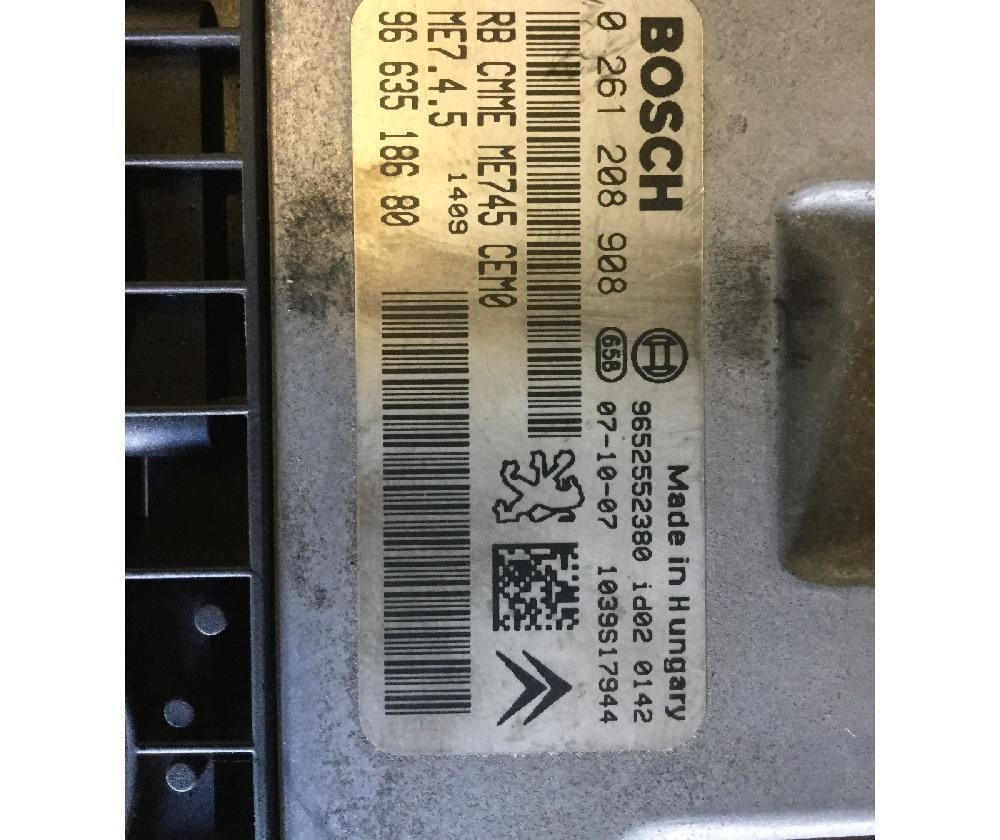 BOSCH
Made in Hungary
9652552380 id02 0142
0 261 208 908
658
07-10-07 1039S17944
RB CMME ME745 CEM0
ME7.4.5
1409
96 635 186 80